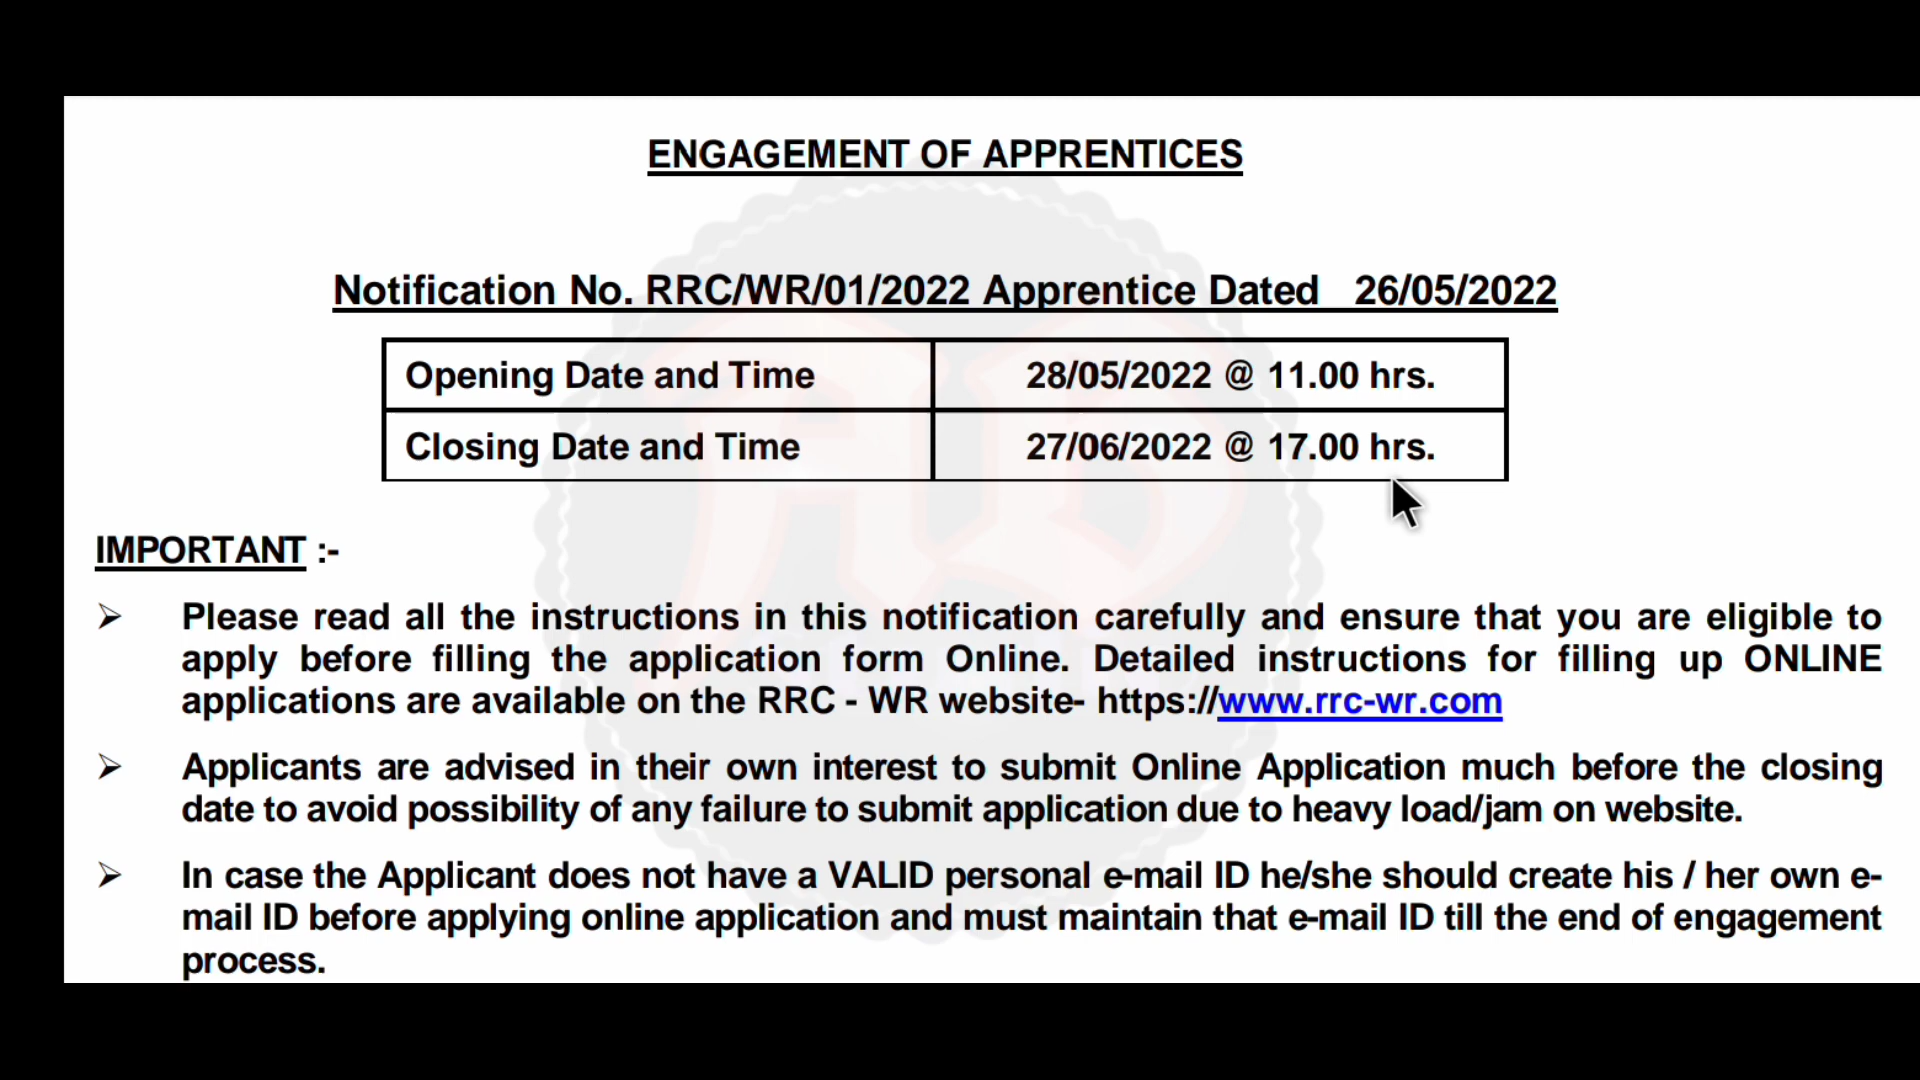 ENGAGEMENT OF APPRENTICES
Notification No. RRC/WR/01/2022 Apprentice Dated 26/05/2022
Opening Date and Time 28/05/2022 @ 11.00 hrs.
Closing Date and Time 27/06/2022 @ 17.00 hrs.
IMPORTANT :-
➢ Please read all the instructions in this notification carefully and ensure that you are eligible to
apply before filling the application form Online. Detailed instructions for filling up ONLINE
applications are available on the RRC - WR website- https://www.rrc-wr.com
➢ Applicants are advised in their own interest to submit Online Application much before the closing
date to avoid possibility of any failure to submit application due to heavy load/jam on website.
➢ In case the Applicant does not have a VALID personal e-mail ID he/she should create his / her own e-
mail ID before applying online application and must maintain that e-mail ID till the end of engagement
process.